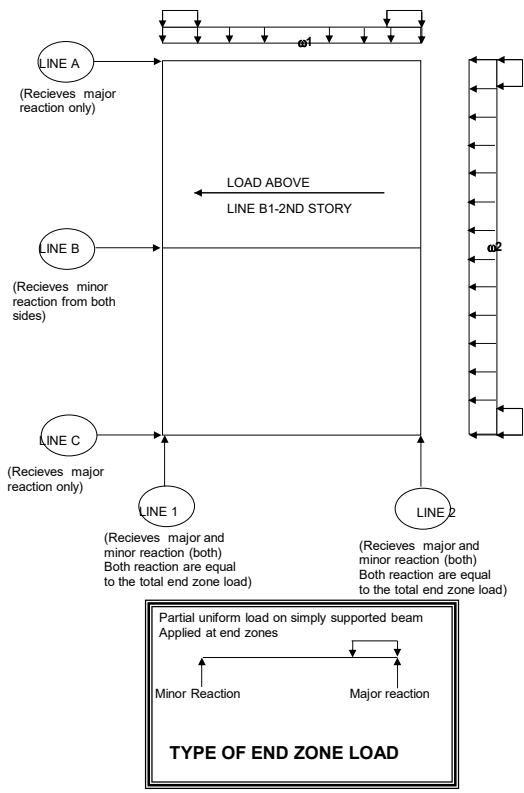 ω1
LINE A
(Recieves major
reaction only)
LOAD ABOVE
LINE B1-2ND STORY
ω2
LINE B
(Recieves minor
reaction from both
sides)
LINE C
(Recieves major
reaction only)
LINE 1
(Recieves major and
minor reaction (both)
Both reaction are equal
to the total end zone load)
LINE 2
(Recieves major and
minor reaction (both)
Both reaction are equal
to the total end zone load)
Partial uniform load on simply supported beam
Applied at end zones
Minor Reaction
Major reaction
TYPE OF END ZONE LOAD